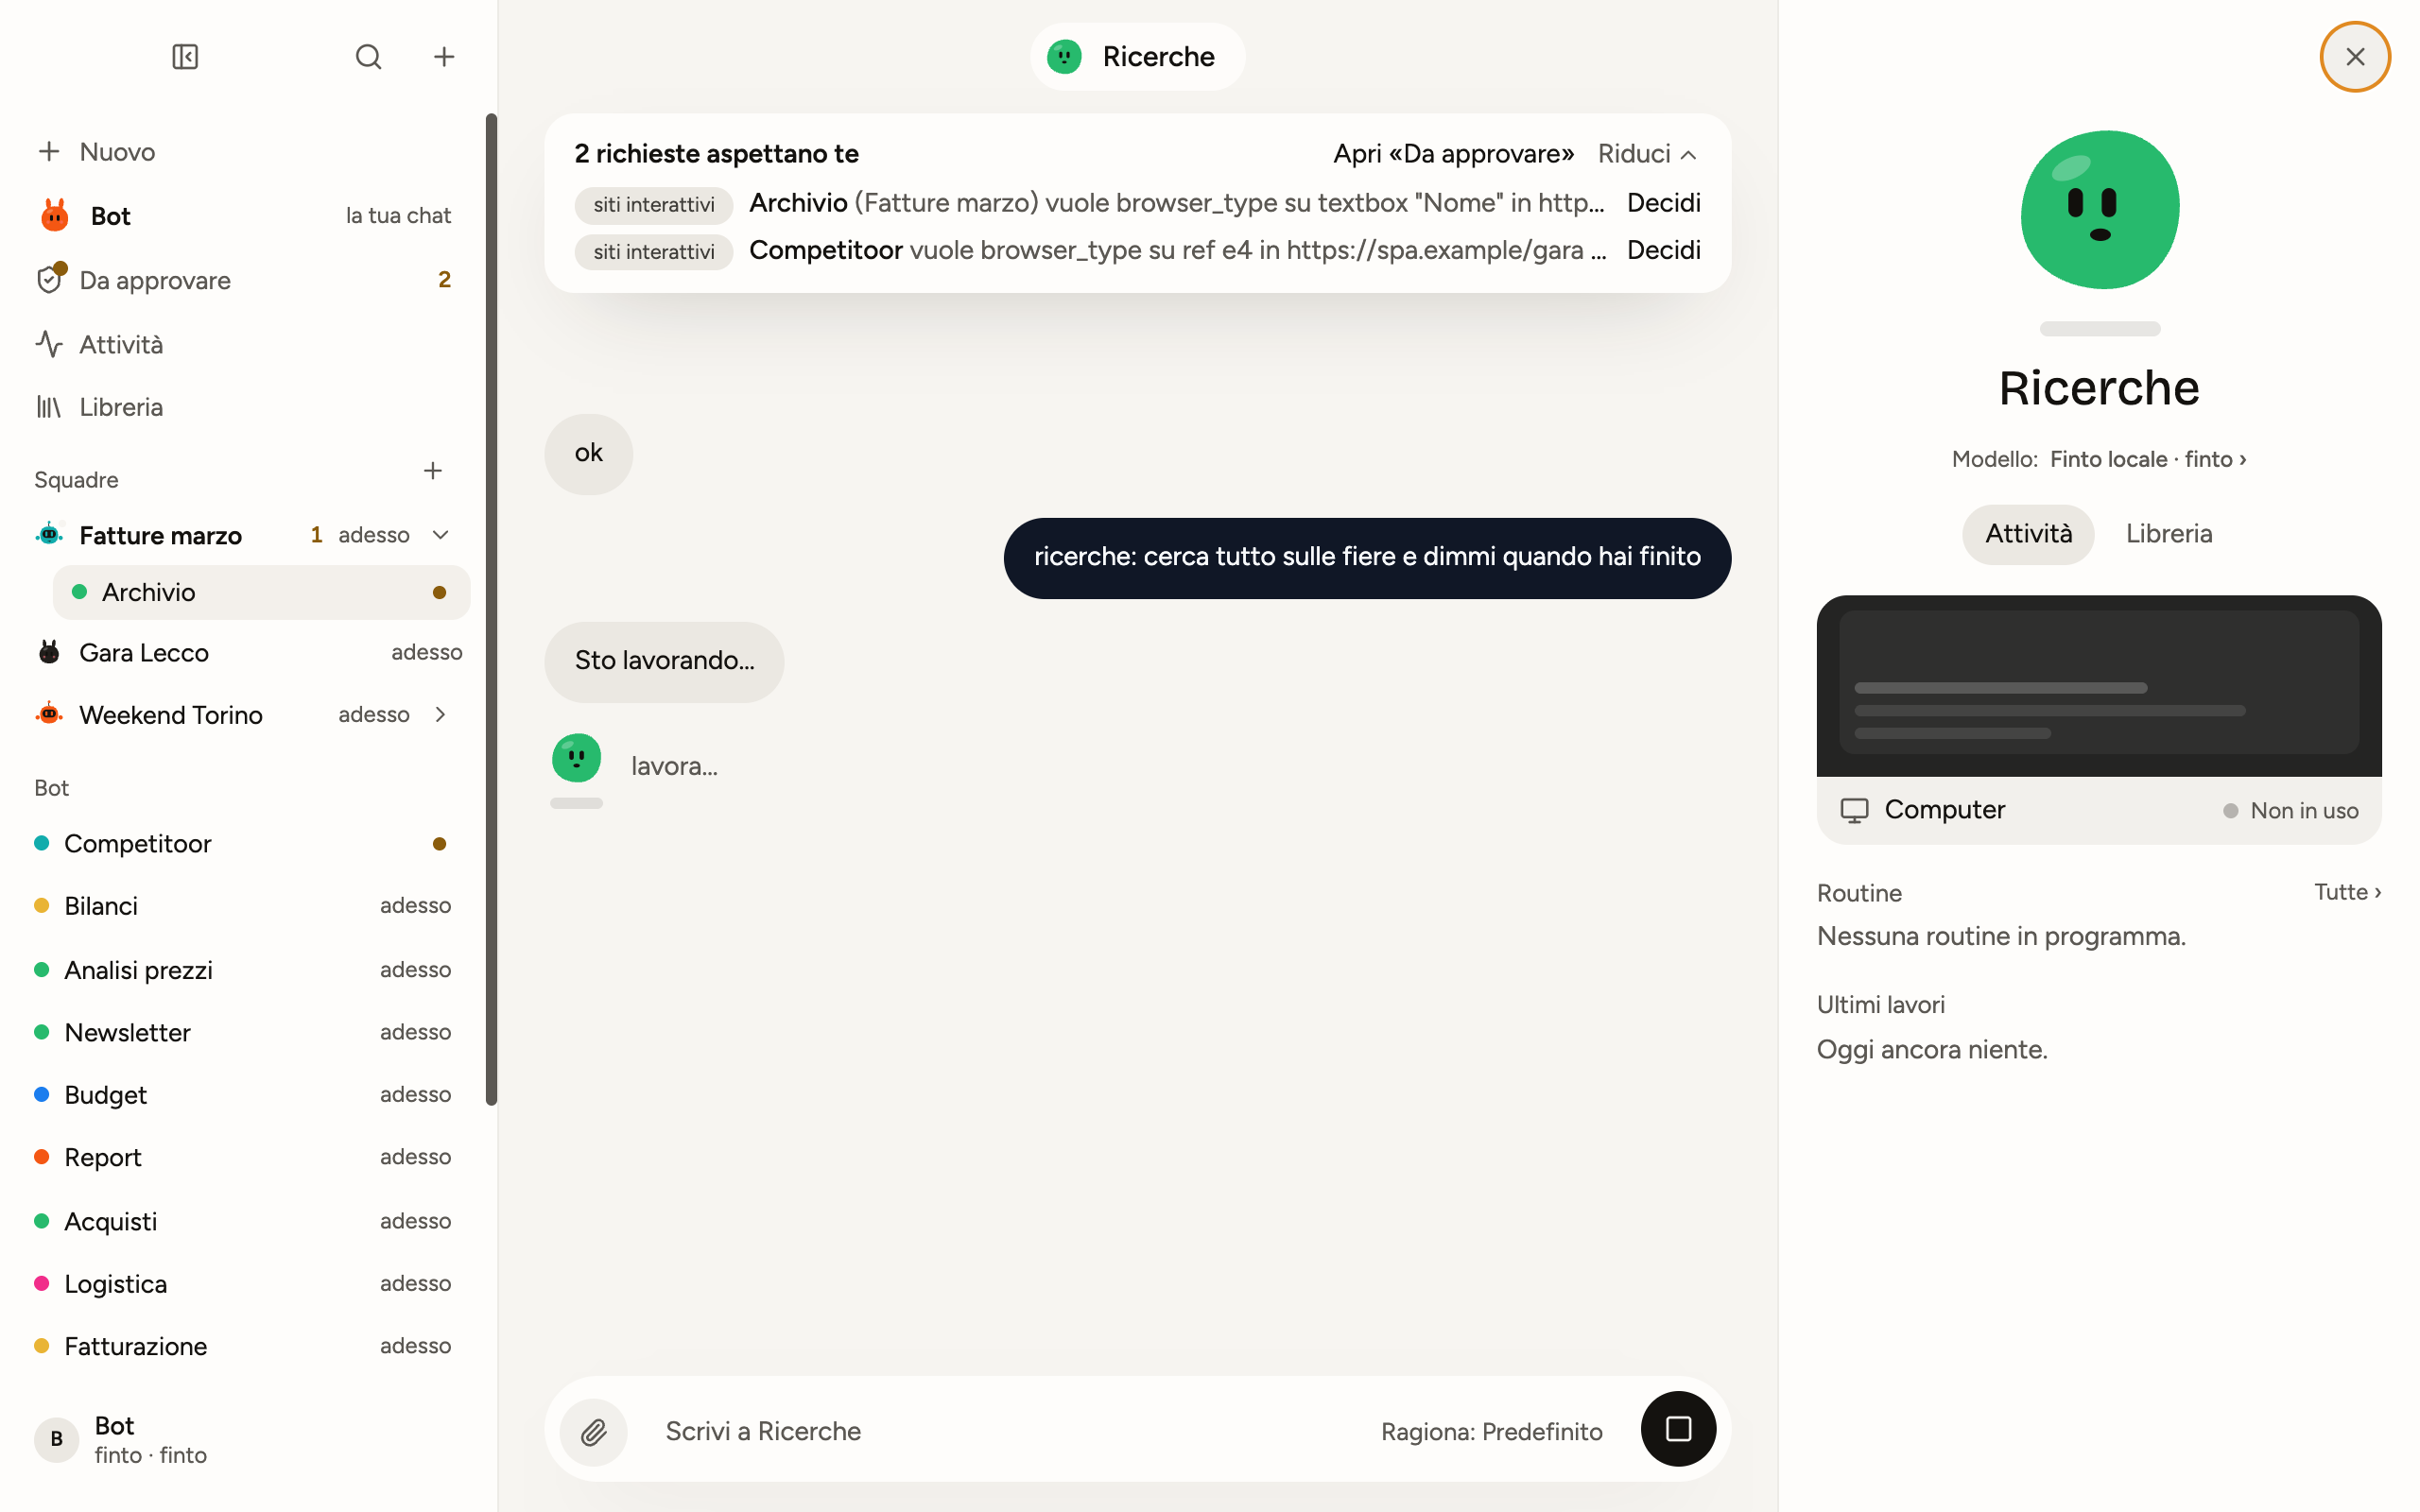 Nuovo
Bot la tua chat
Da approvare 2
Attività
Libreria
Squadre
Fatture marzo 1 adesso
Archivio
Gara Lecco adesso
Weekend Torino adesso
Bot
Competitoor
Bilanci adesso
Analisi prezzi adesso
Newsletter adesso
Budget adesso
Report adesso
Acquisti adesso
Logistica adesso
Fatturazione adesso
B
Bot
finto · finto
Ricerche
2 richieste aspettano te Apri «Da approvare» Riduci
siti interattivi Archivio (Fatture marzo) vuole browser_type su textbox "Nome" in http... Decidi
siti interattivi Competitoor vuole browser_type su ref e4 in https://spa.example/gara ... Decidi
ok
ricerche: cerca tutto sulle fiere e dimmi quando hai finito
Sto lavorando...
lavora...
Scrivi a Ricerche Ragiona: Predefinito
Ricerche
Modello: Finto locale · finto ›
Attività Libreria
Computer Non in uso
Routine Tutte ›
Nessuna routine in programma.
Ultimi lavori
Oggi ancora niente.